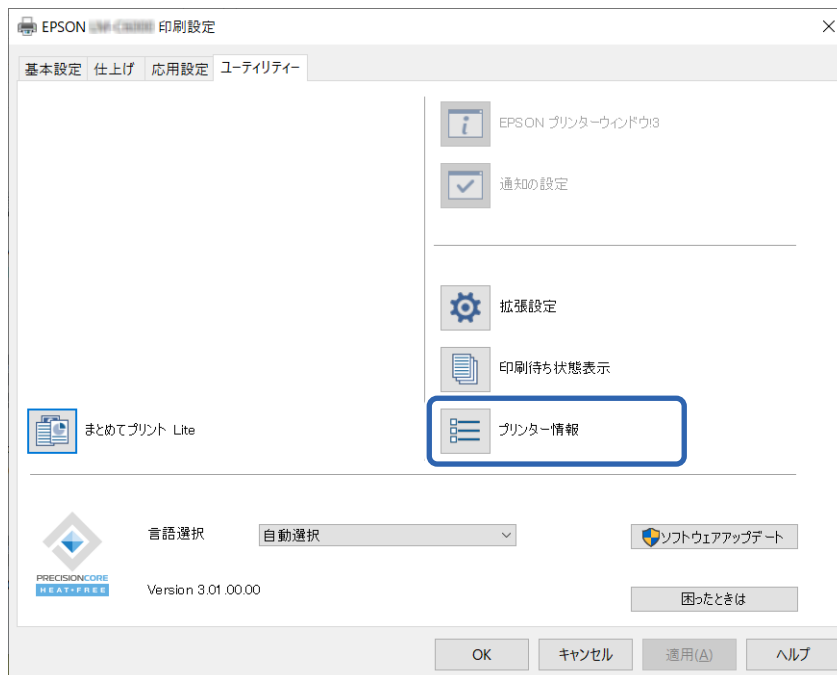 EPSON 印刷設定
基本設定 仕上げ 応用設定 ユーティリティー
EPSON プリンターウィンドウ!3
通知の設定
拡張設定
印刷待ち状態表示
まとめてプリント Lite
プリンター情報
言語選択 自動選択
ソフトウェアアップデート
PRECISIONCORE
HEAT•FREE
Version 3.01.00.00
困ったときは
OK キャンセル 適用(A) ヘルプ